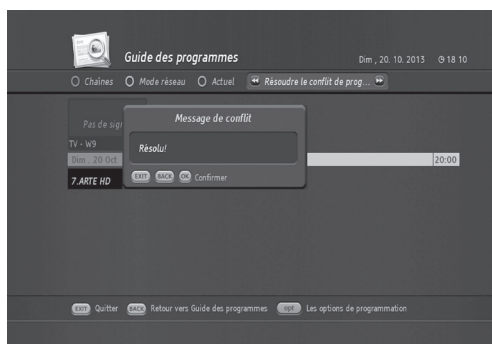 Guide des programmes
Dim , 20. 10. 2013 18 10
Chaînes Mode réseau Actuel Résoudre le conflit de prog...
Pas de sign
Message de conflit
TV - W9
Résolu!
Dim. 20 Oct
20:00
7.ARTE HD
EXIT BACK OK Confirmer
EXIT Quitter BACK Retour vers Guide des programmes opt Les options de programmation